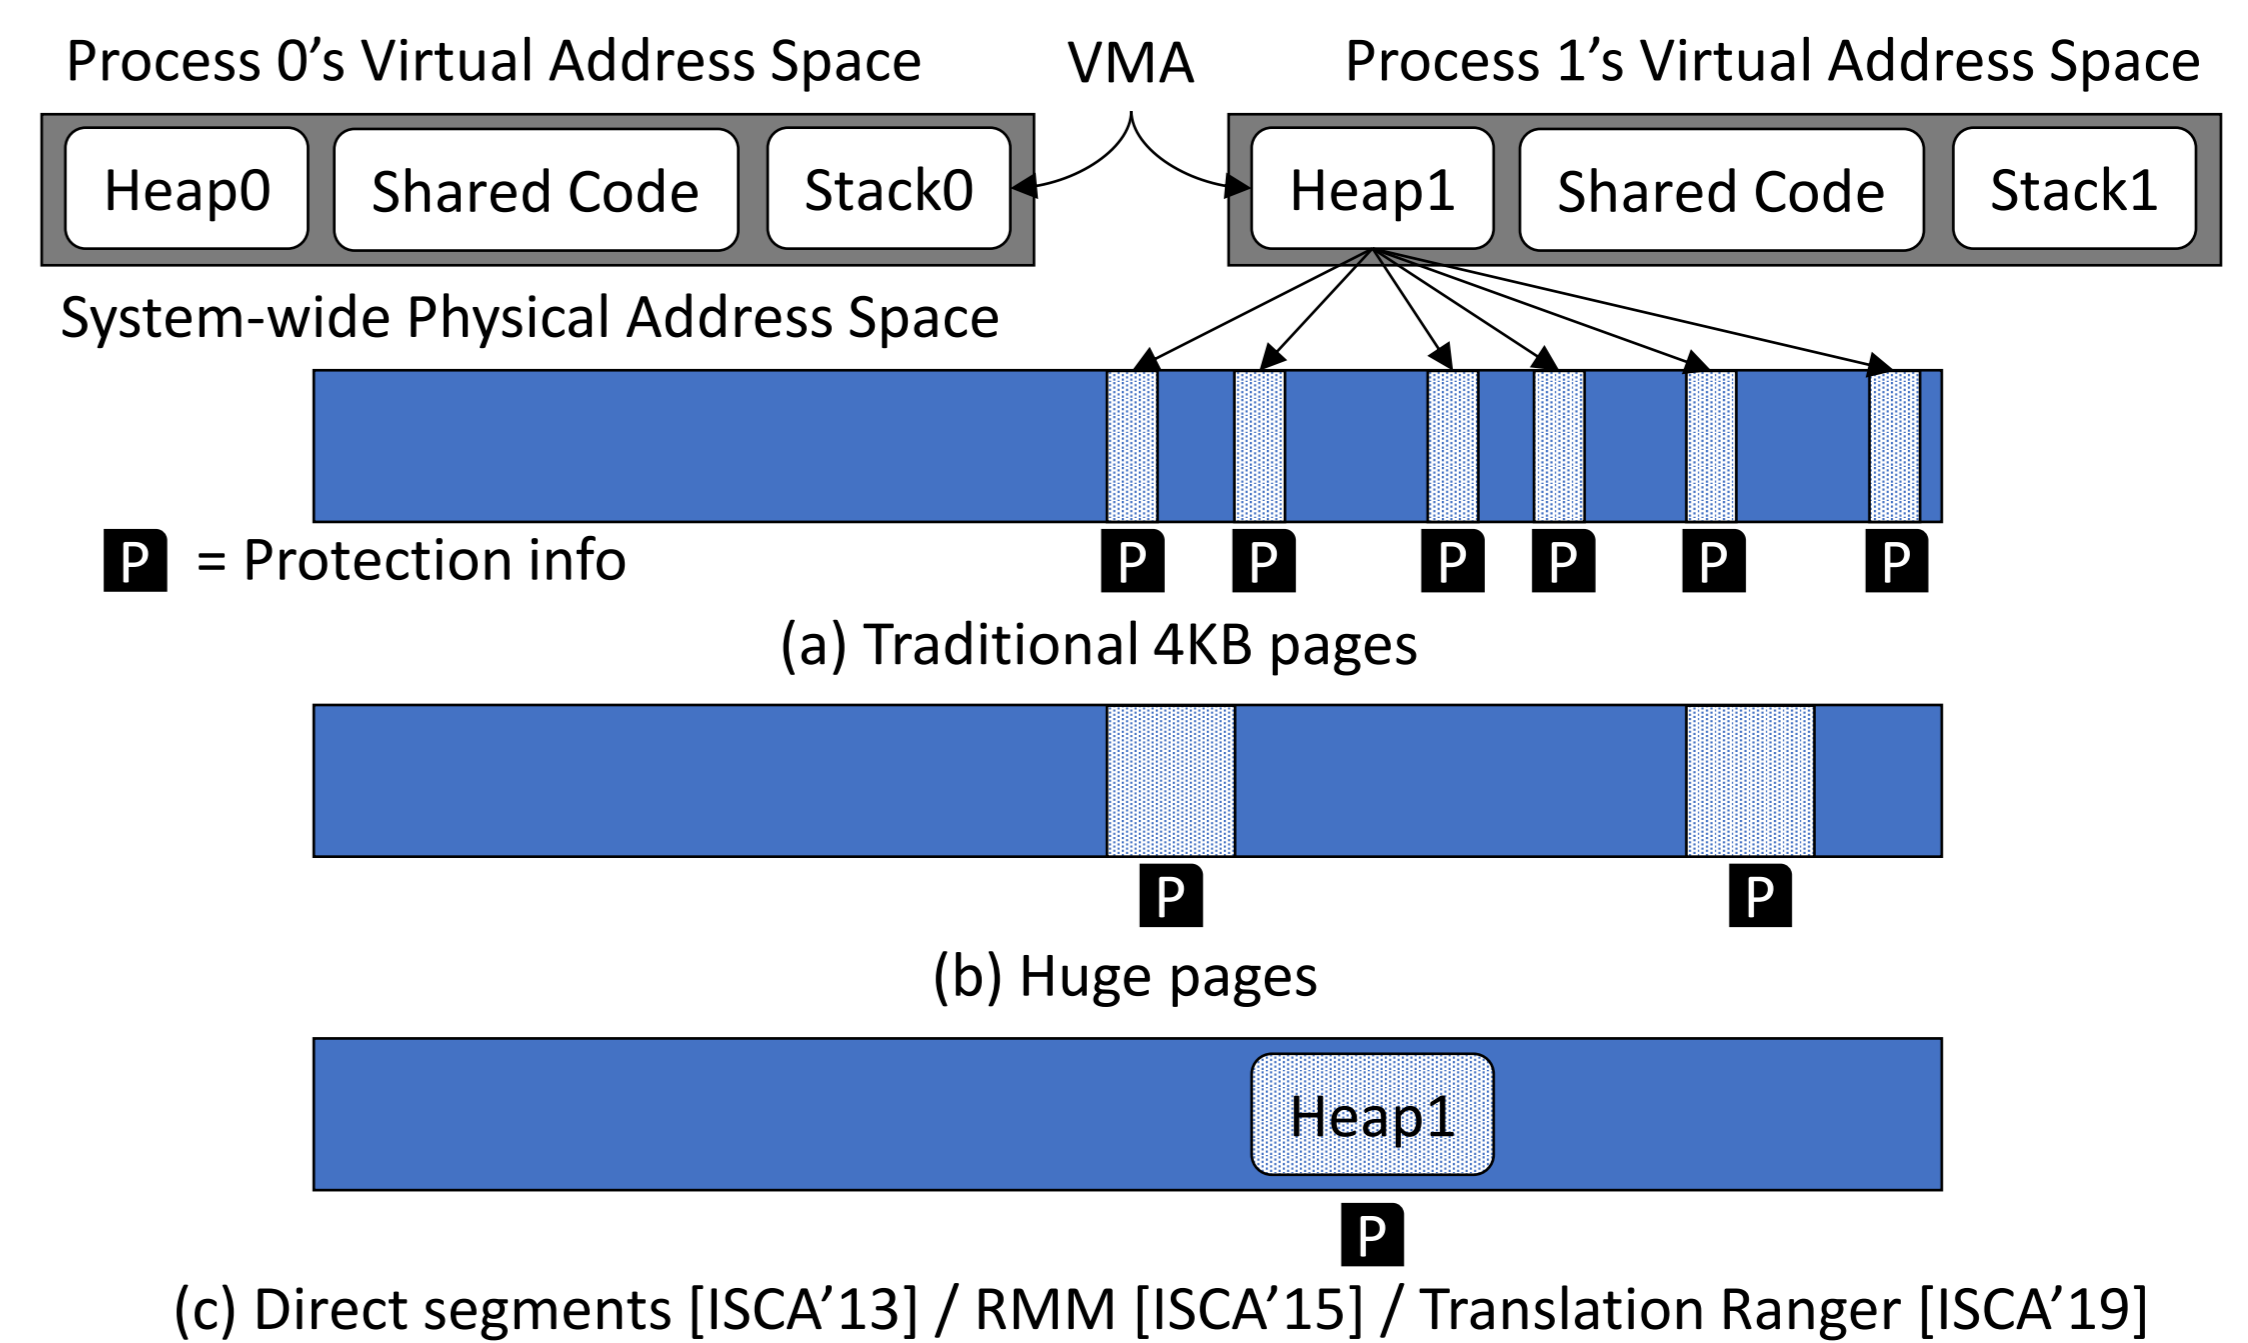 Process 0’s Virtual Address Space VMA Process 1’s Virtual Address Space
Heap0 Shared Code Stack0 Heap1 Shared Code Stack1
System-wide Physical Address Space
P = Protection info P P P P P P
(a) Traditional 4KB pages
P P
(b) Huge pages
Heap1
P
(c) Direct segments [ISCA’13] / RMM [ISCA’15] / Translation Ranger [ISCA’19]